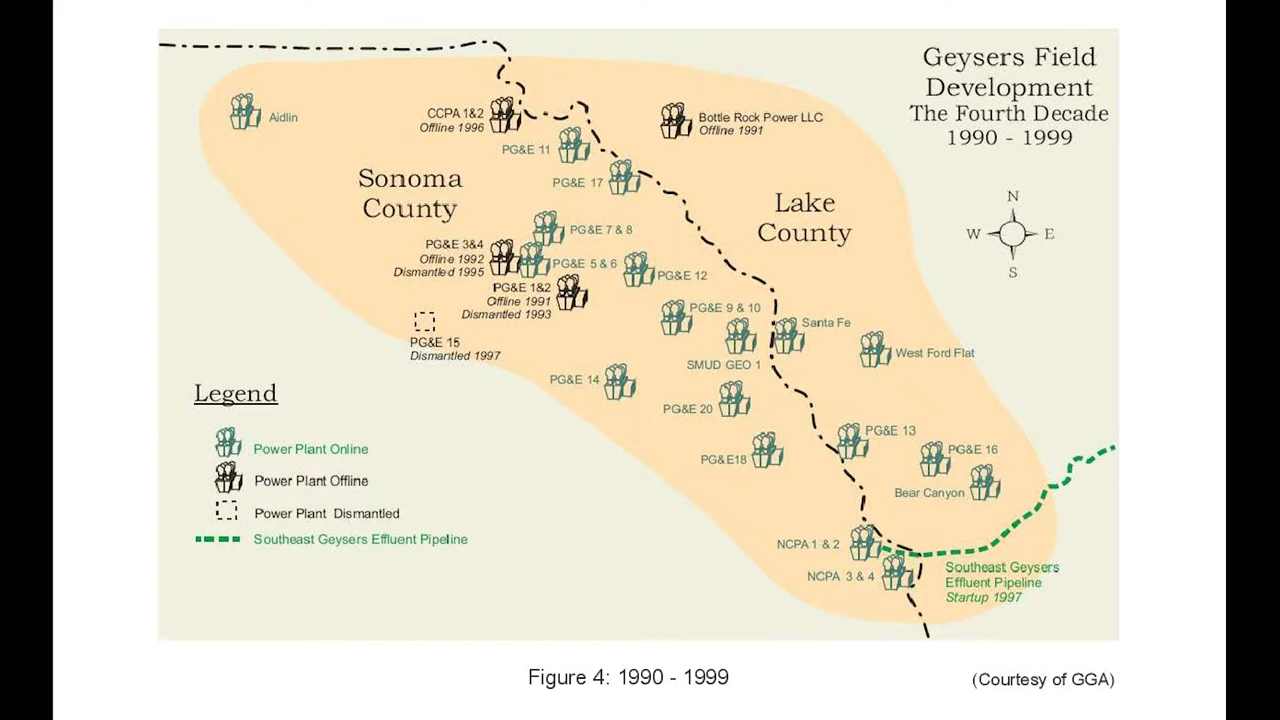 Geysers Field
Development
The Fourth Decade
1990 - 1999
Aidlin
CCPA 1&2
Offline 1996
Bottle Rock Power LLC
Offline 1991
PG&E 11
PG&E 17
Sonoma
County
Lake
County
N
W
E
S
PG&E 7 & 8
PG&E 3&4
Offline 1992
Dismantled 1995
PG&E 5 & 6
PG&E 12
PG&E 1&2
Offline 1991
Dismantled 1993
PG&E 9 & 10
Santa Fe
PG&E 15
Dismantled 1997
SMUD GEO 1
West Ford Flat
PG&E 14
PG&E 20
PG&E 13
PG&E18
PG&E 16
Bear Canyon
NCPA 1 & 2
NCPA 3 & 4
Southeast Geysers
Effluent Pipeline
Startup 1997
Legend
Power Plant Online
Power Plant Offline
Power Plant Dismantled
Southeast Geysers Effluent Pipeline
Figure 4: 1990 - 1999
(Courtesy of GGA)